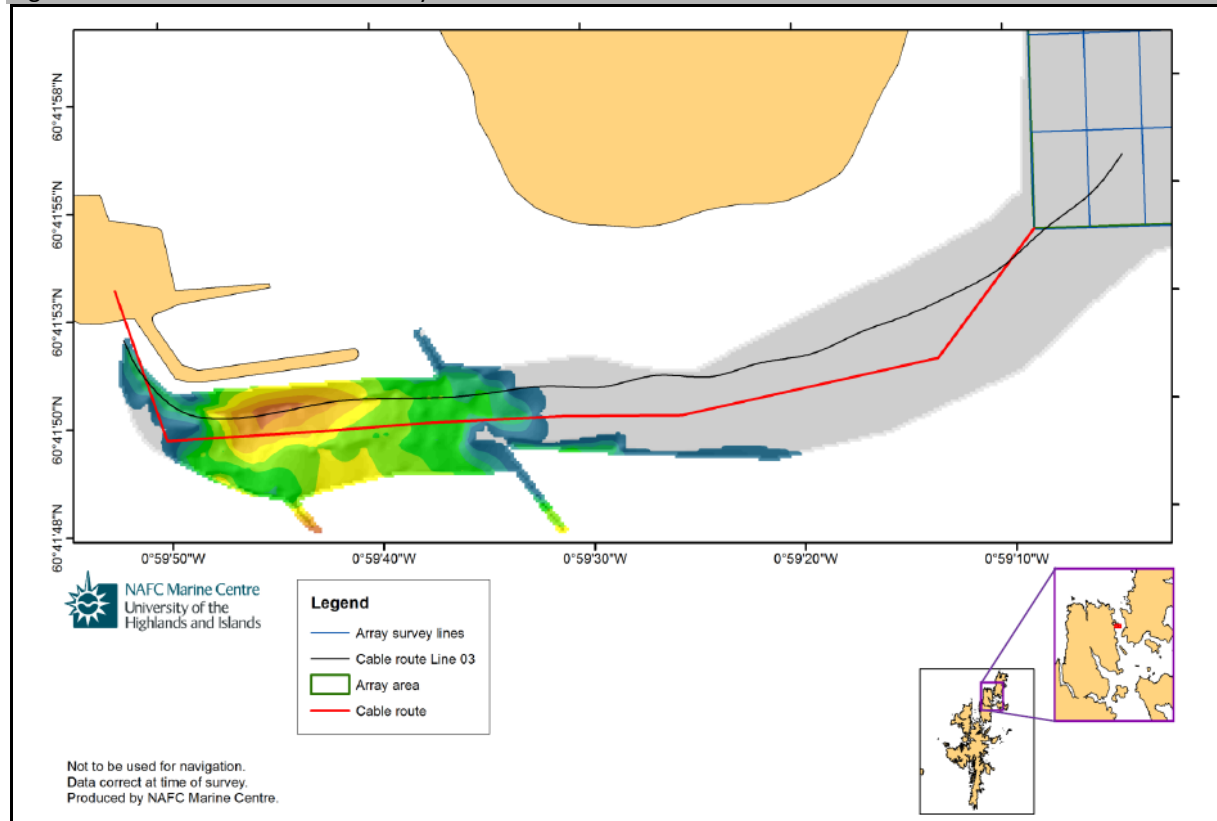 60°41'58"N
60°41'55"N
60°41'53"N
60°41'50"N
60°41'48"N
0°59'50"W
0°59'40"W
0°59'30"W
0°59'20"W
0°59'10"W
NAFC Marine Centre
University of the
Highlands and Islands
Legend
Array survey lines
Cable route Line 03
Array area
Cable route
Not to be used for navigation.
Data correct at time of survey.
Produced by NAFC Marine Centre.